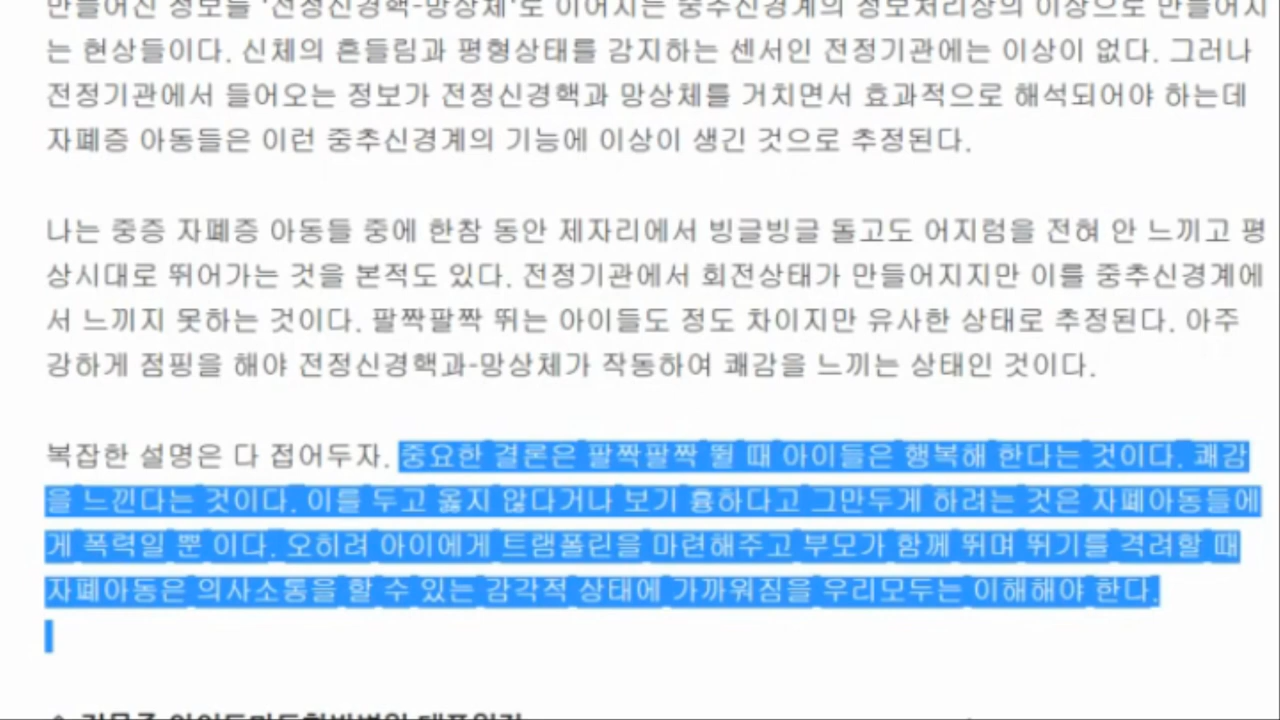 만들어진 정보를 '전정신경핵-망상체'로 이어지는 중추신경계의 정보처리상의 이상으로 만들어지
는 현상들이다. 신체의 흔들림과 평형상태를 감지하는 센서인 전정기관에는 이상이 없다. 그러나
전정기관에서 들어오는 정보가 전정신경핵과 망상체를 거치면서 효과적으로 해석되어야 하는데
자폐증 아동들은 이런 중추신경계의 기능에 이상이 생긴 것으로 추정된다.
나는 중증 자폐증 아동들 중에 한참 동안 제자리에서 빙글빙글 돌고도 어지럼을 전혀 안 느끼고 평
상시대로 뛰어가는 것을 본적도 있다. 전정기관에서 회전상태가 만들어지지만 이를 중추신경계에
서 느끼지 못하는 것이다. 팔짝팔짝 뛰는 아이들도 정도 차이지만 유사한 상태로 추정된다. 아주
강하게 점핑을 해야 전정신경핵과-망상체가 작동하여 쾌감을 느끼는 상태인 것이다.
복잡한 설명은 다 접어두자. 중요한 결론은 팔짝팔짝 뛸 때 아이들은 행복해 한다는 것이다. 쾌감
을 느낀다는 것이다. 이를 두고 옳지 않다거나 보기 흉하다고 그만두게 하려는 것은 자폐아동들에
게 폭력일 뿐 이다. 오히려 아이에게 트램폴린을 마련해주고 부모가 함께 뛰며 뛰기를 격려할 때
자폐아동은 의사소통을 할 수 있는 감각적 상태에 가까워짐을 우리모두는 이해해야 한다.